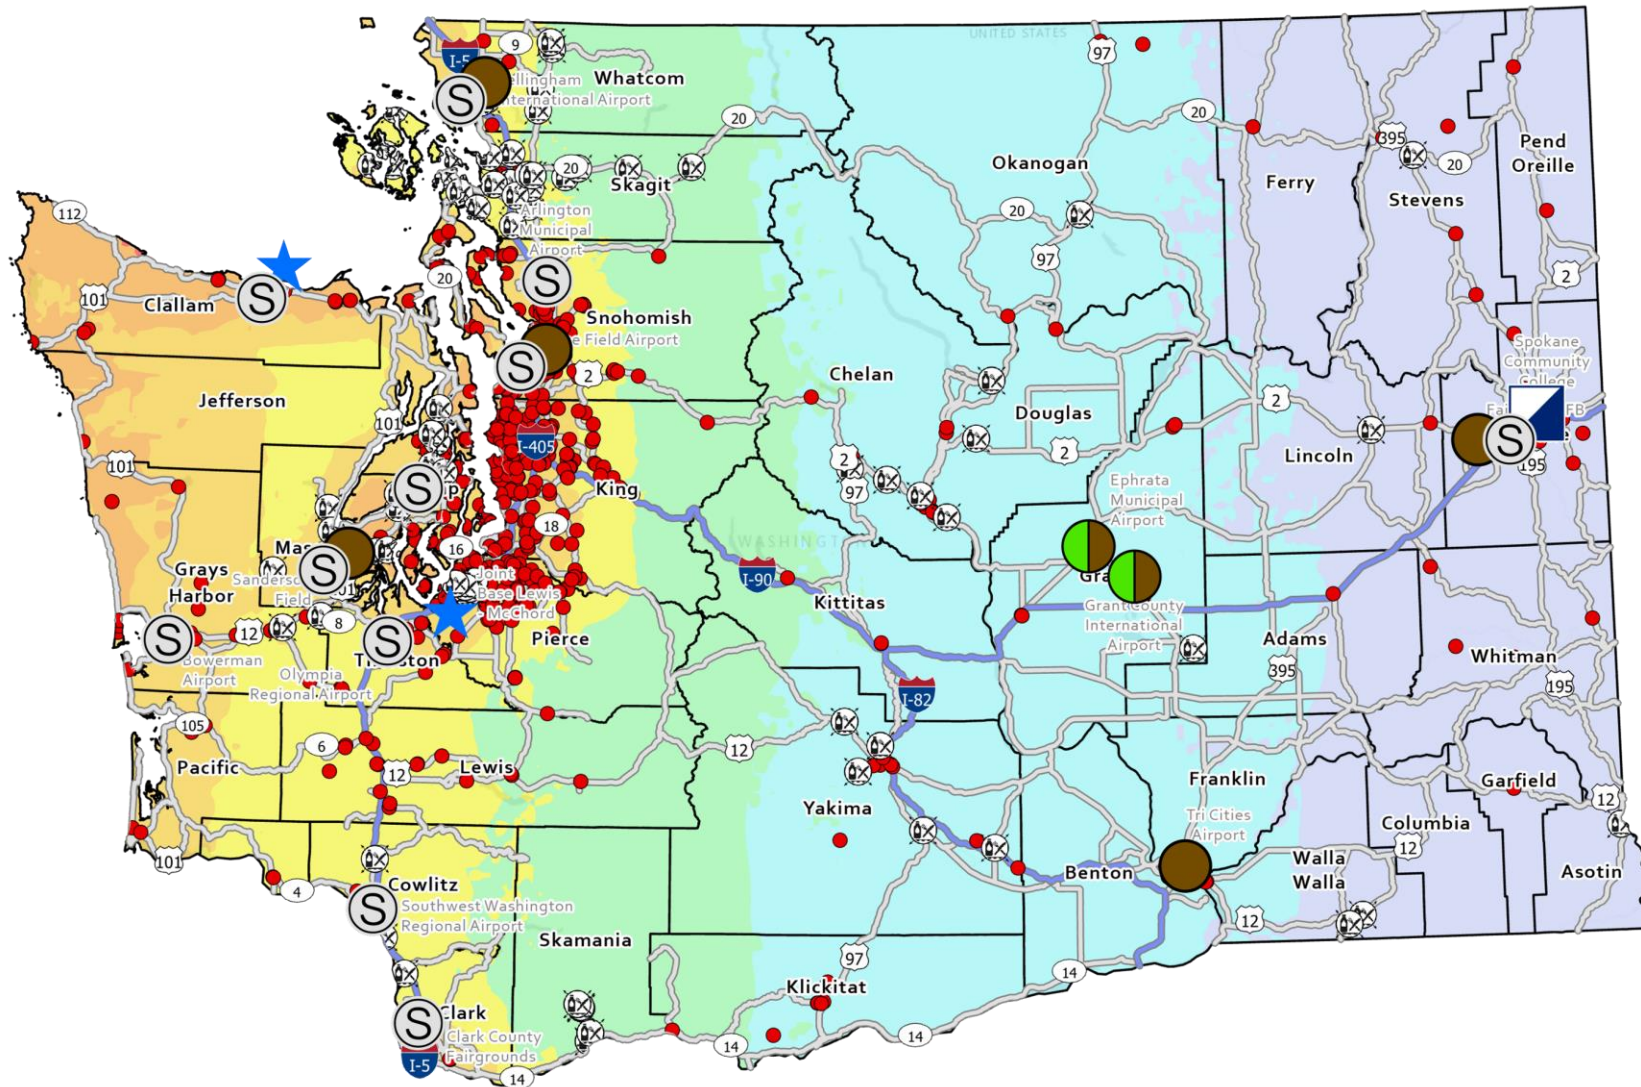 UNITED STATES
9
97
I-5
ellingham
International Airport
Whatcom
S
20
20
395
20
Pend
Oreille
Okanogan
20
Skagit
Ferry
Stevens
112
Arlington
Municipal
Airport
20
97
2
20
S
101
Clallam
S
Snohomish
e Field Airport
Spokane
Community
College
S
2
Chelan
Jefferson
2
Douglas
101
I-405
2
2
97
Lincoln
S
195
101
S
King
Ephrata
Municipal
Airport
18
16
WASHINGTON
Mas
Grays
Harbor
Sanders
Field
S
Joint
Base Lewis
- McChord
I-90
Gra
Kittitas
Grant County
International
Airport
8
12
S
S
Pierce
Adams
Whitman
Bowerman
Airport
Olympia
Regional Airport
395
195
I-82
105
6
12
12
Pacific
Lewis
Franklin
Garfield
12
Yakima
Tri Cities
Airport
Columbia
12
101
4
Cowlitz
Benton
Walla
Walla
Asotin
S
Southwest Washington
Regional Airport
12
Skamania
97
14
Klickitat
S
Clark
Clark County
Fairgrounds
I-5
14
14
14